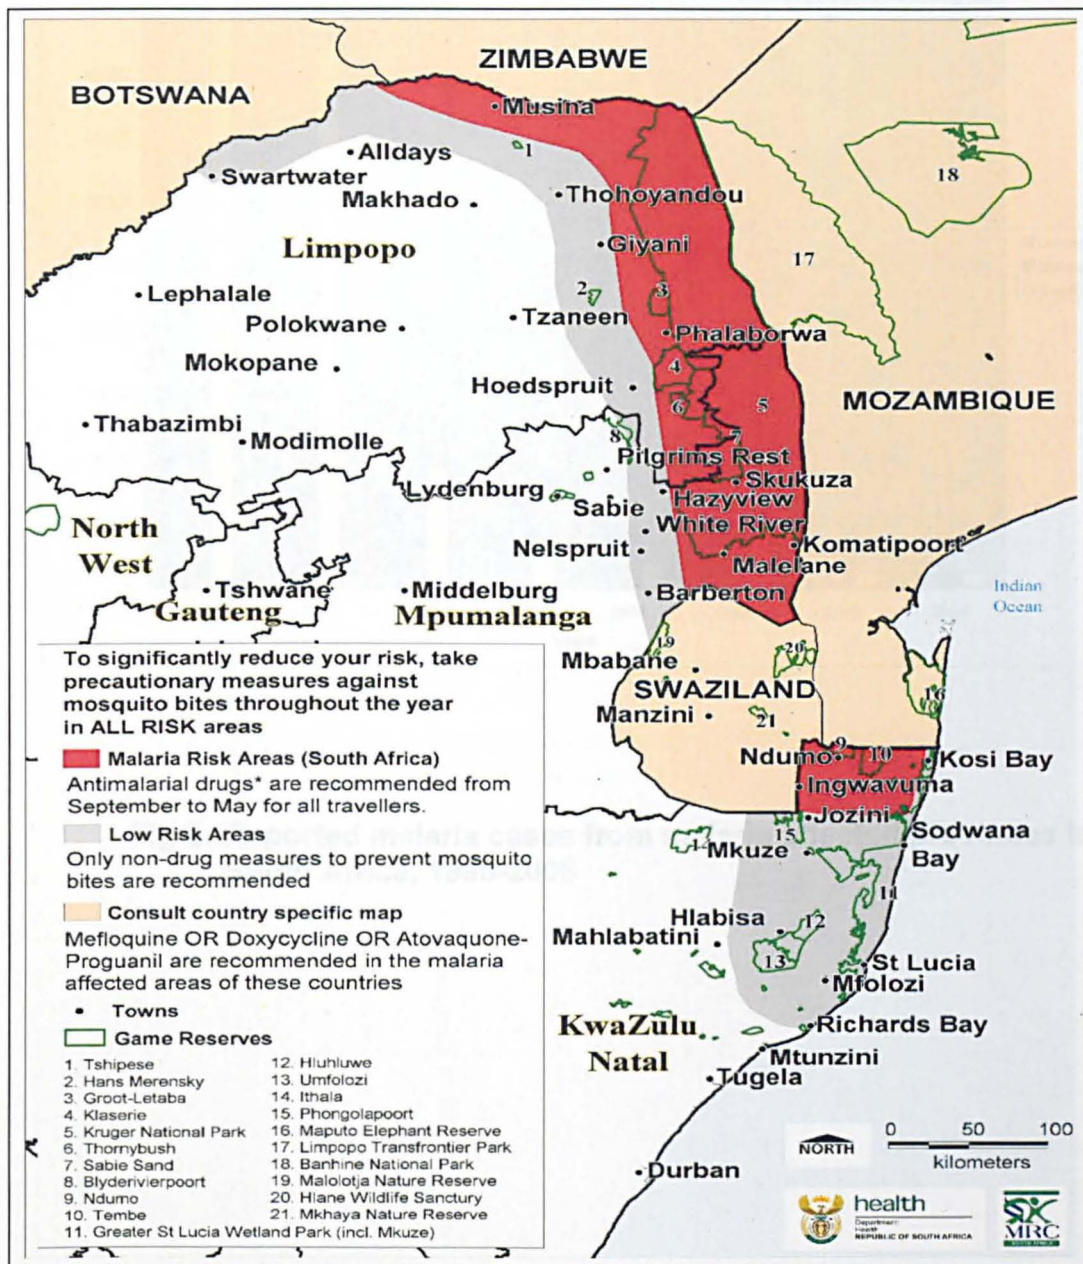 ZIMBABWE
BOTSWANA
Musina
1
Alldays
Swartwater
Makhado
Thohoyandou
18
Limpopo
Giyani
17
Lephalale
2
3
Tzaneen
Polokwane
Phalaborwa
Mokopane
4
Hoedspruit
5
6
MOZAMBIQUE
Thabazimbi
Modimolle
8
7
Pilgrims Rest
Skukuza
Lydenburg
Hazyview
Sabie
North
West
White River
Nelspruit
Komatipoort
Malelane
Tshwane
Gauteng
Middelburg
Mpumalanga
Barberton
Indian
Ocean
19
20
Mbabane
SWAZILAND
16
Manzini
21
9
10
Ndumo
Kosi Bay
Ingwavuma
Jozini
15
Sodwana
Bay
14
Mkuze
11
Hlabisa
12
Mahlabatini
13
St Lucia
Mfolozi
KwaZulu
Natal
Richards Bay
Mtunzini
Tugela
Durban
To significantly reduce your risk, take
precautionary measures against
mosquito bites throughout the year
in ALL RISK areas
Malaria Risk Areas (South Africa)
Antimalarial drugs* are recommended from
September to May for all travellers.
Low Risk Areas
Only non-drug measures to prevent mosquito
bites are recommended
Consult country specific map
Mefloquine OR Doxycycline OR Atovaquone-
Proguanil are recommended in the malaria
affected areas of these countries
Towns
Game Reserves
1. Tshipese
2. Hans Merensky
3. Groot-Letaba
4. Klaserie
5. Kruger National Park
6. Thornybush
7. Sabie Sand
8. Blyderivierpoort
9. Ndumo
10. Tembe
11. Greater St Lucia Wetland Park (incl. Mkuze)
12. Hluhluwe
13. Umfolozi
14. Ithala
15. Phongolapoort
16. Maputo Elephant Reserve
17. Limpopo Transfrontier Park
18. Banhine National Park
19. Malolotja Nature Reserve
20. Hlane Wildlife Sanctury
21. Mkhaya Nature Reserve
NORTH
0 50 100
kilometers
health
Department:
Health
REPUBLIC OF SOUTH AFRICA
MRC